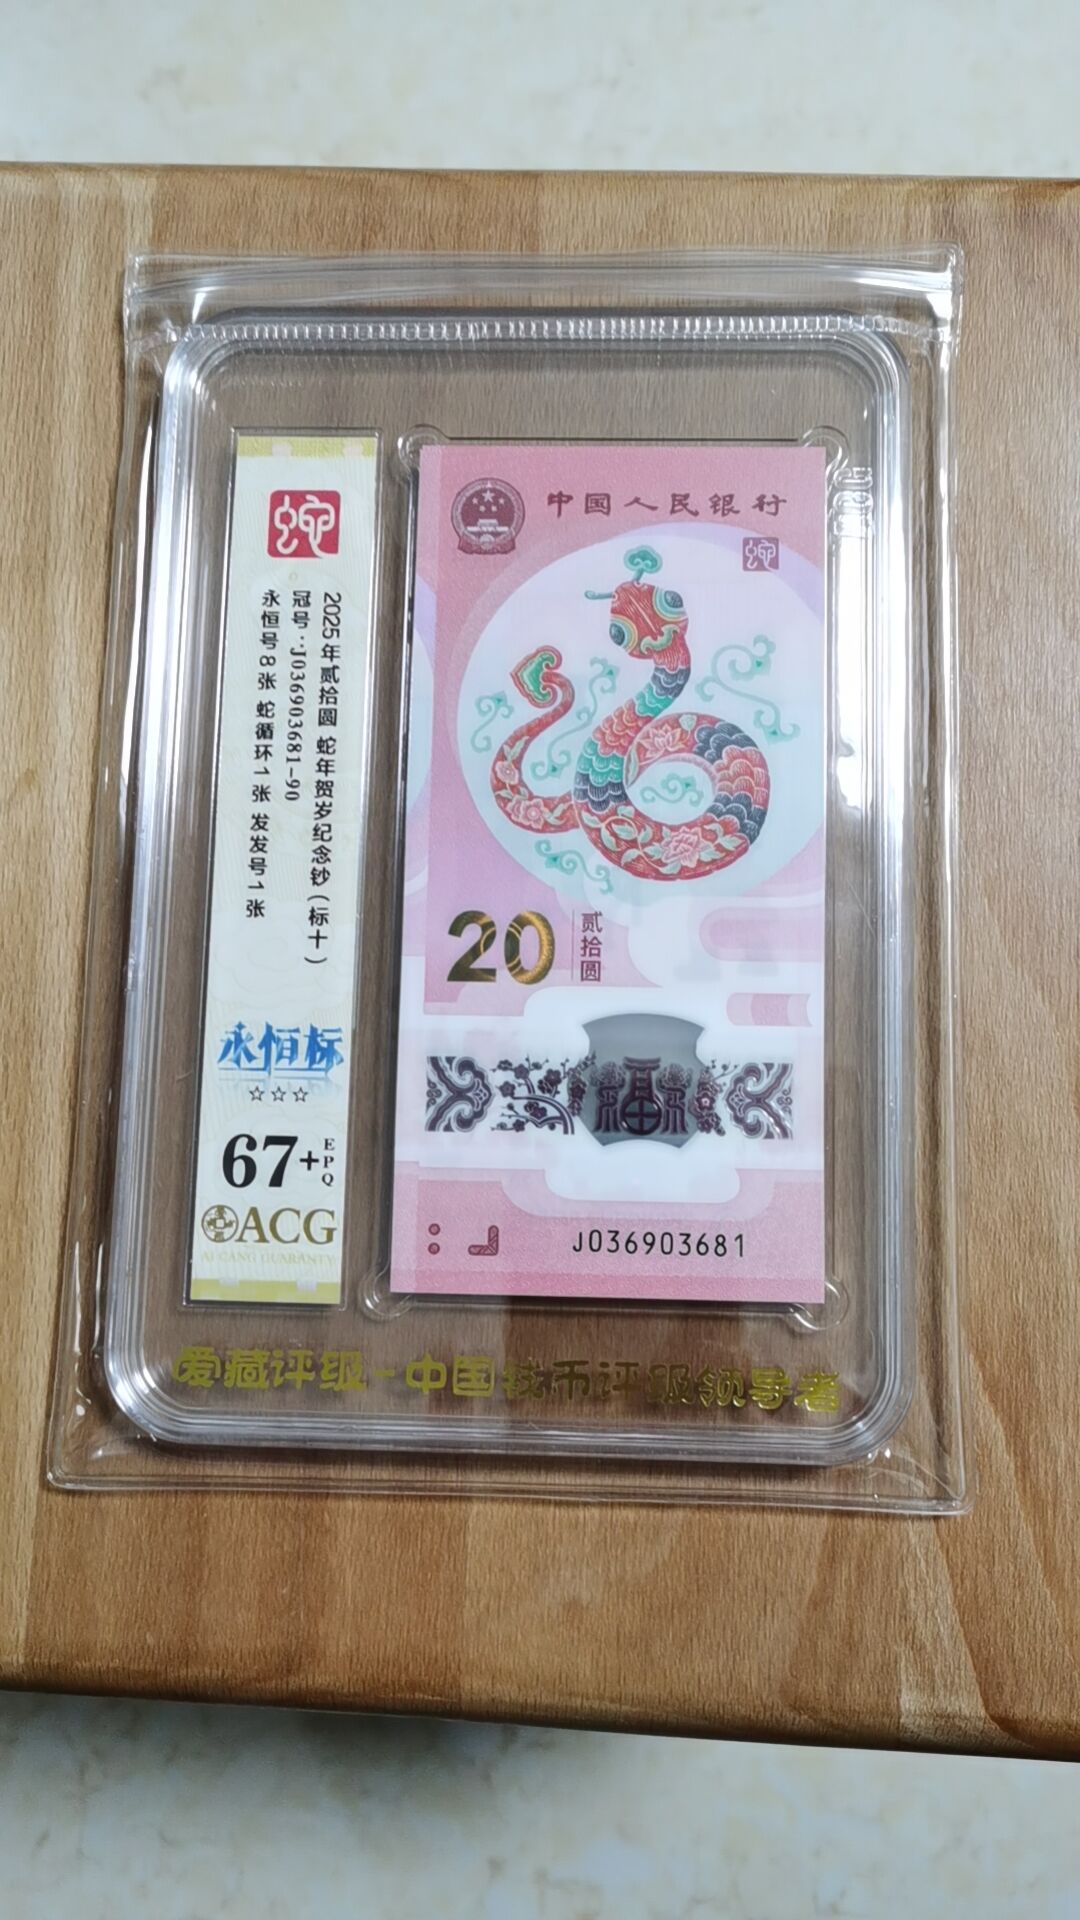 蛇
2025年贰拾圆 蛇年贺岁纪念钞(标十)
冠号:J036903681-90
永恒号8张 蛇循环1张 发发号1张
永恒标
☆☆☆
67+EPQ
ACG
AI CANG GUARANTY
中国人民银行
蛇
20
贰拾圆
福
J036903681
爱藏评级-中国钱币评级领导者